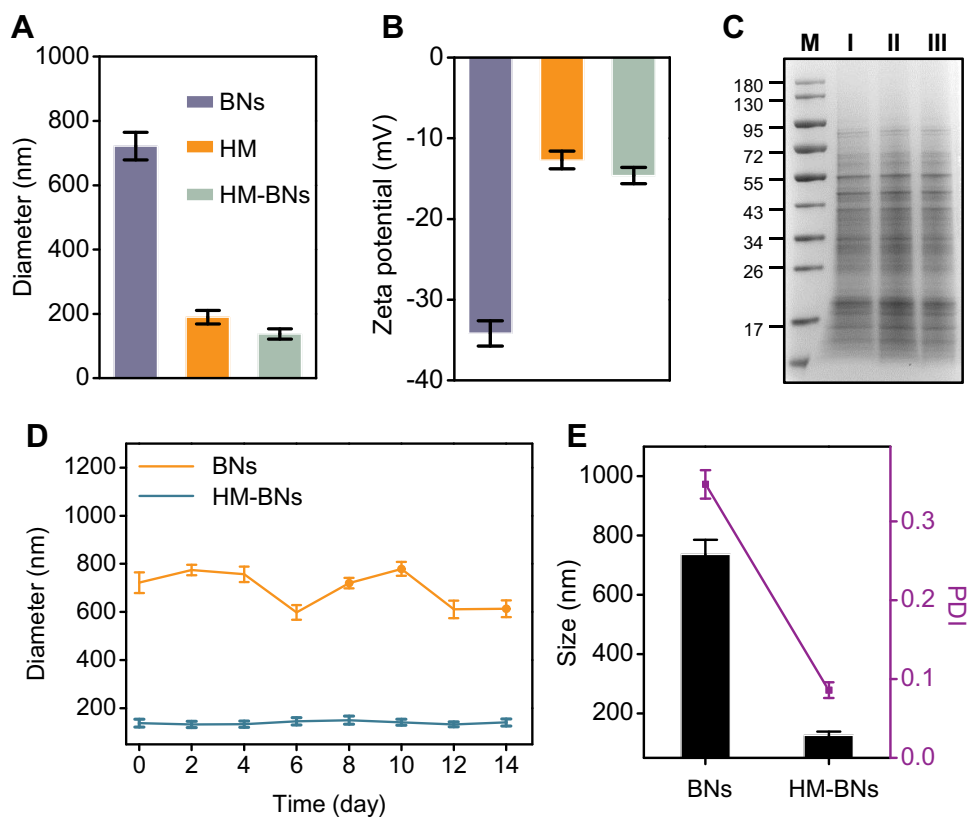 A
Diameter (nm)
1000
800
600
400
200
0
BNs
HM
HM-BNs
B
Zeta potential (mV)
0
-10
-20
-30
-40
C
M I II III
180
130
95
72
55
43
34
26
17
D
Diameter (nm)
1200
1000
800
600
400
200
BNs
HM-BNs
0 2 4 6 8 10 12 14
Time (day)
E
Size (nm)
1000
800
600
400
200
0.3
0.2
0.1
0.0
PDI
BNs HM-BNs